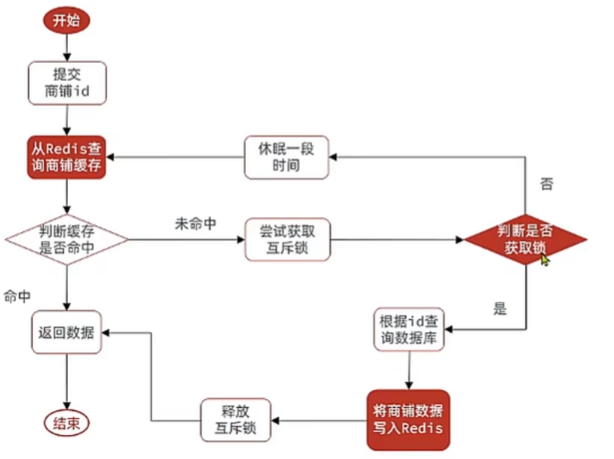 开始
提交
商铺id
从Redis查
询商铺缓存
休眠一段
时间
否
判断缓存
是否命中
未命中
尝试获取
互斥锁
判断是否
获取锁
命中
是
返回数据
根据id查
询数据库
结束
释放
互斥锁
将商铺数据
写入Redis